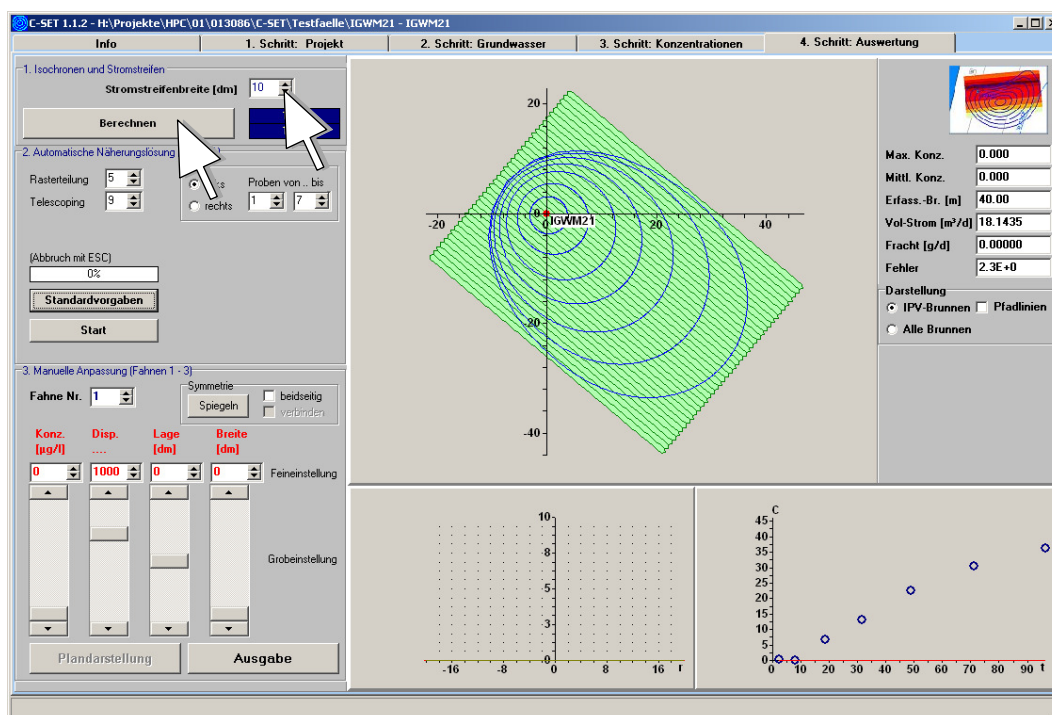 C-SET 1.1.2 - H:\Projekte\HPC\01\013086\C-SET\Testfaelle\IGWM21 - IGWM21
Info
1. Schritt: Projekt
2. Schritt: Grundwasser
3. Schritt: Konzentrationen
4. Schritt: Auswertung
1. Isochronen und Stromstreifen
Stromstreifenbreite [dm] 10
Berechnen
2. Automatische Näherungslösung
Rasterteilung 5
Telescoping 9
rechts
Proben von .. bis
1 7
(Abbruch mit ESC)
0%
Standardvorgaben
Start
3. Manuelle Anpassung (Fahnen 1 - 3)
Fahne Nr. 1
Symmetrie
Spiegeln
beidseitig
verbinden
Konz. Disp. Lage Breite
[µg/l] .... [dm] [dm]
0 1000 0 0 Feineinstellung
Grobeinstellung
Plandarstellung
Ausgabe
20
-20 0 0 20 40
IGWM21
-20
-40
Max. Konz. 0.000
Mittl. Konz. 0.000
Erfass.-Br. [m] 40.00
Vol-Strom [m³/d] 18.1435
Fracht [g/d] 0.00000
Fehler 2.3E+0
Darstellung
IPV-Brunnen Pfadlinien
Alle Brunnen
10
8
5
3
0
-16 -8 0 8 16 r
C
45
40
35
30
25
20
15
10
5
0
0 10 20 30 40 50 60 70 80 90 t